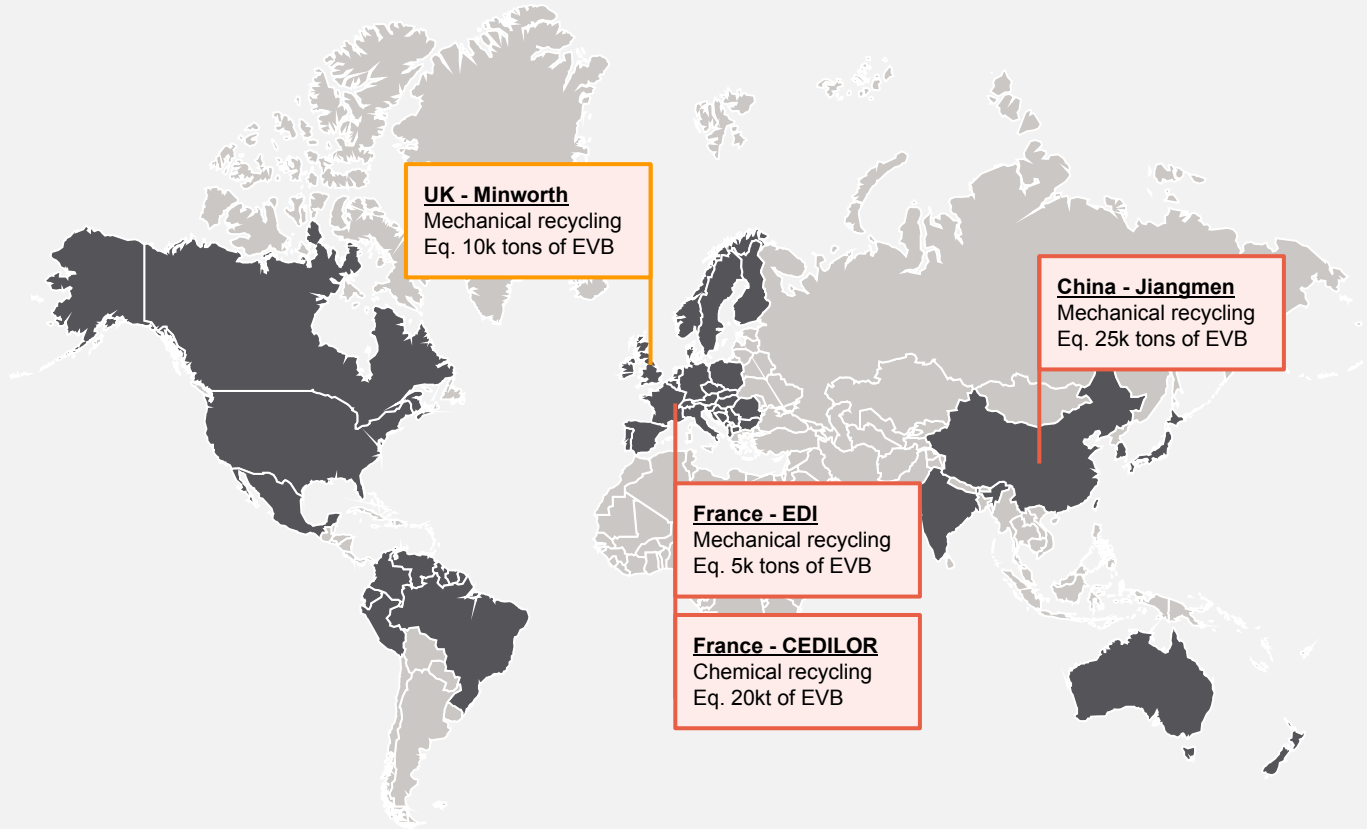 UK - Minworth
Mechanical recycling
Eq. 10k tons of EVB
China - Jiangmen
Mechanical recycling
Eq. 25k tons of EVB
France - EDI
Mechanical recycling
Eq. 5k tons of EVB
France - CEDILOR
Chemical recycling
Eq. 20kt of EVB